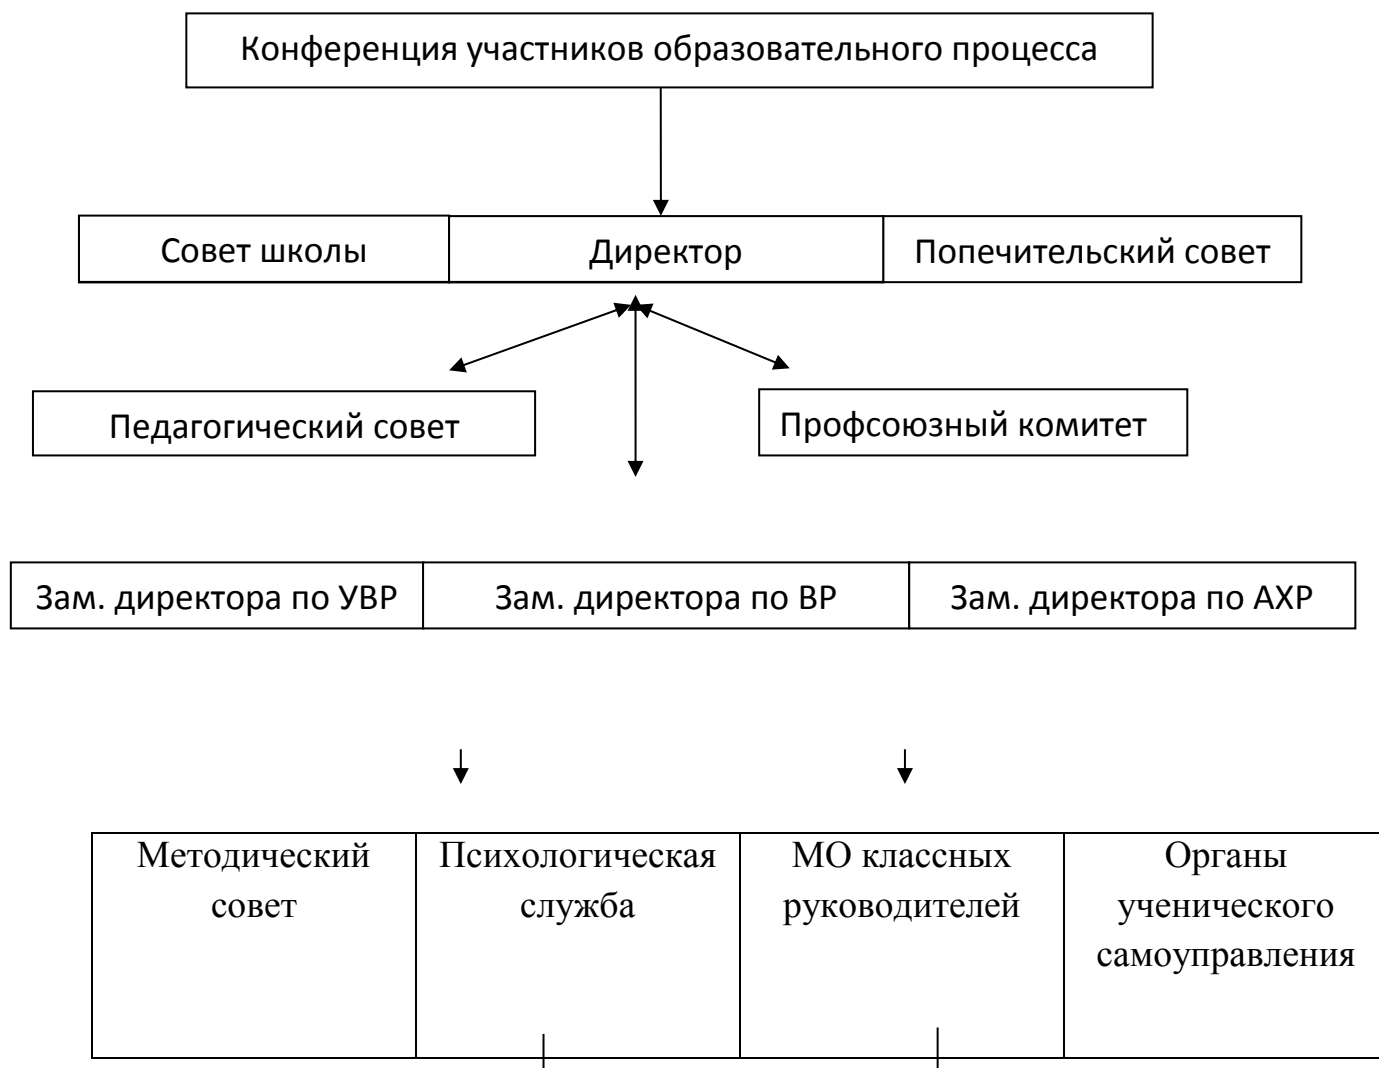 Конференция участников образовательного процесса
Совет школы
Директор
Попечительский совет
Педагогический совет
Профсоюзный комитет
Зам. директора по УВР
Зам. директора по ВР
Зам. директора по АХР
Методический
совет
Психологическая
служба
МО классных
руководителей
Органы
ученического
самоуправления